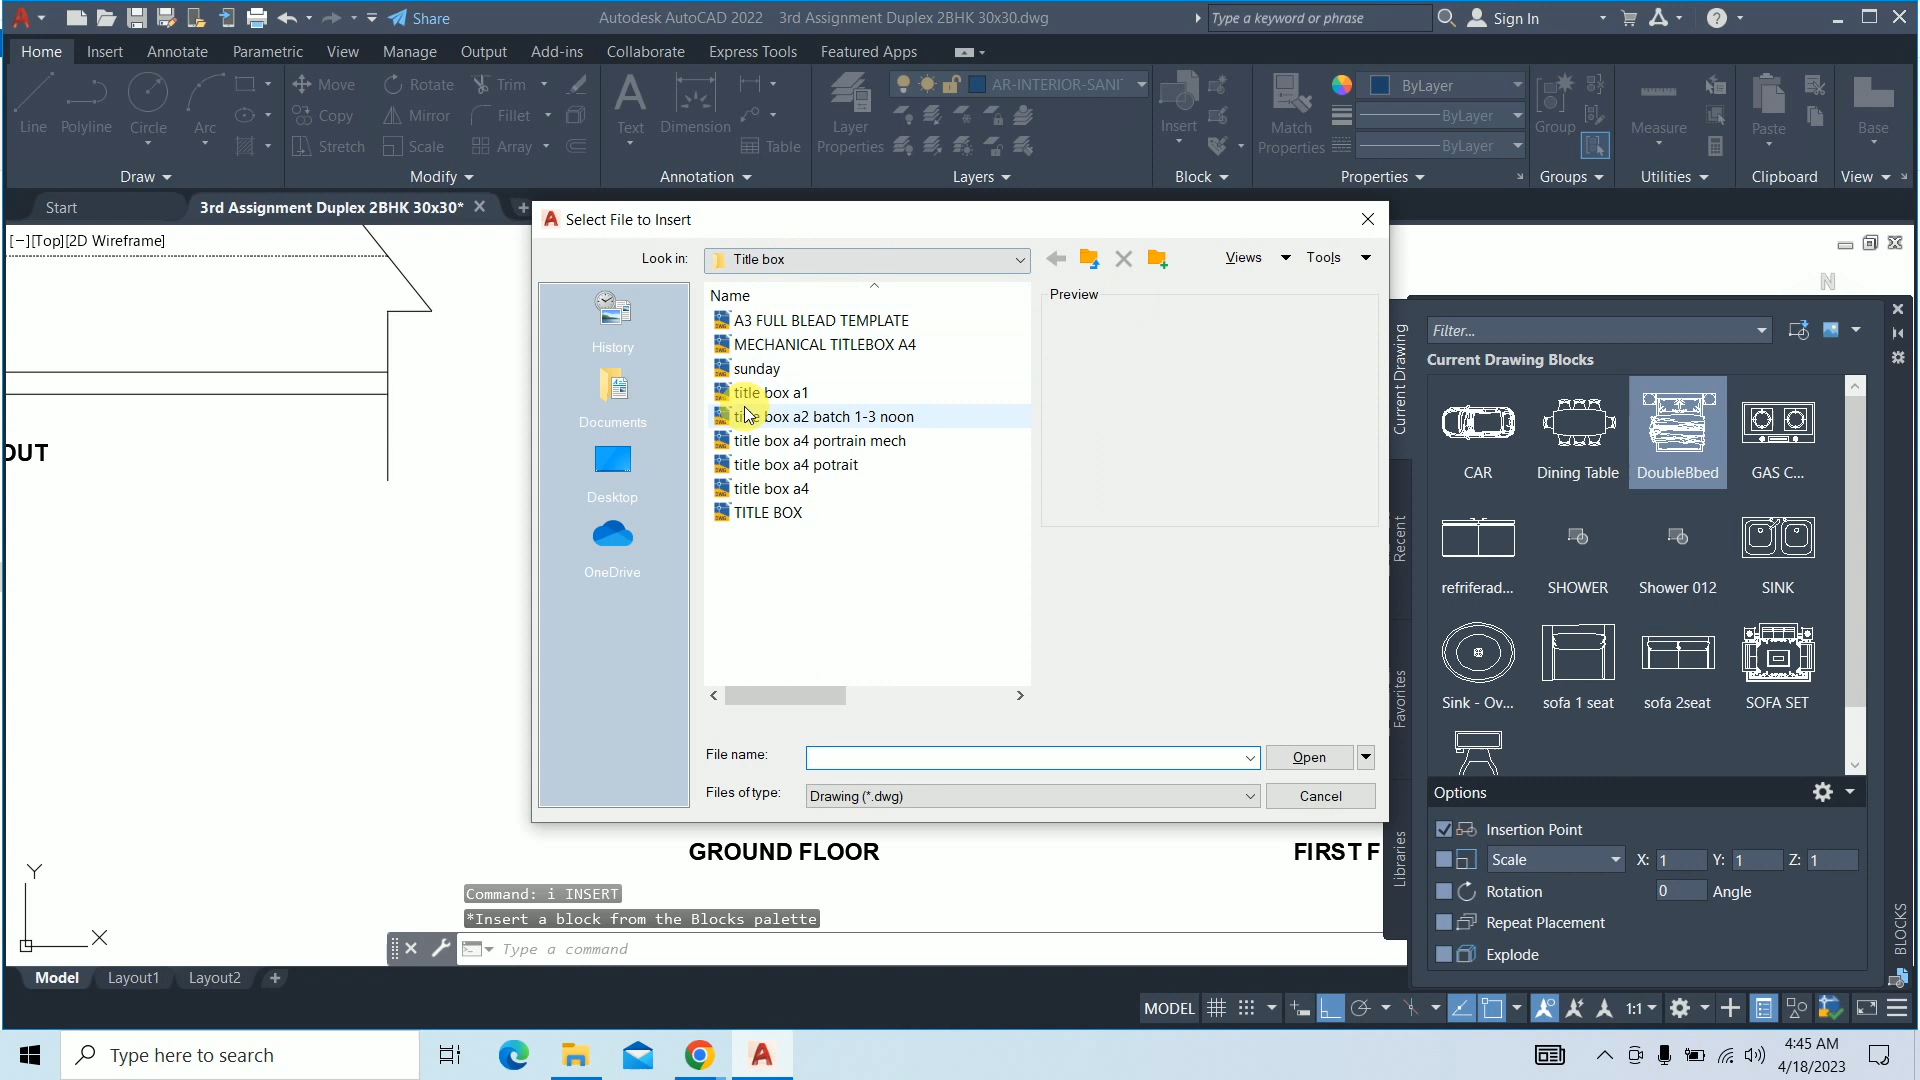 Share
Autodesk AutoCAD 2022 3rd Assignment Duplex 2BHK 30x30.dwg
Type a keyword or phrase
Sign In
Home Insert Annotate Parametric View Manage Output Add-ins Collaborate Express Tools Featured Apps
Line Polyline Circle Arc
Move Rotate Trim
Copy Mirror Fillet
Stretch Scale Array
Text Dimension Table
Layer Properties
AR-INTERIOR-SANI
Insert
Match Properties
ByLayer
ByLayer
ByLayer
Group Measure Paste Base
Draw Modify Annotation Layers Block Properties Groups Utilities Clipboard View
Start
3rd Assignment Duplex 2BHK 30x30*
[−][Top][2D Wireframe]
OUT
Select File to Insert
Look in: Title box
Views Tools
History
Documents
Desktop
OneDrive
Name
A3 FULL BLEAD TEMPLATE
MECHANICAL TITLEBOX A4
sunday
title box a1
title box a2 batch 1-3 noon
title box a4 portrain mech
title box a4 potrait
title box a4
TITLE BOX
Preview
File name:
Open
Files of type: Drawing (*.dwg)
Cancel
N
Filter...
Current Drawing Blocks
Current Drawing
Recent
Favorites
Libraries
CAR Dining Table DoubleBbed GAS C...
refriferad... SHOWER Shower 012 SINK
Sink - Ov... sofa 1 seat sofa 2seat SOFA SET
Options
Insertion Point
Scale X: 1 Y: 1 Z: 1
Rotation 0 Angle
Repeat Placement
Explode
BLOCKS
GROUND FLOOR
FIRST F
Command: i INSERT
*Insert a block from the Blocks palette
Type a command
Y
X
Model Layout1 Layout2
MODEL
1:1
Type here to search
4:45 AM
4/18/2023